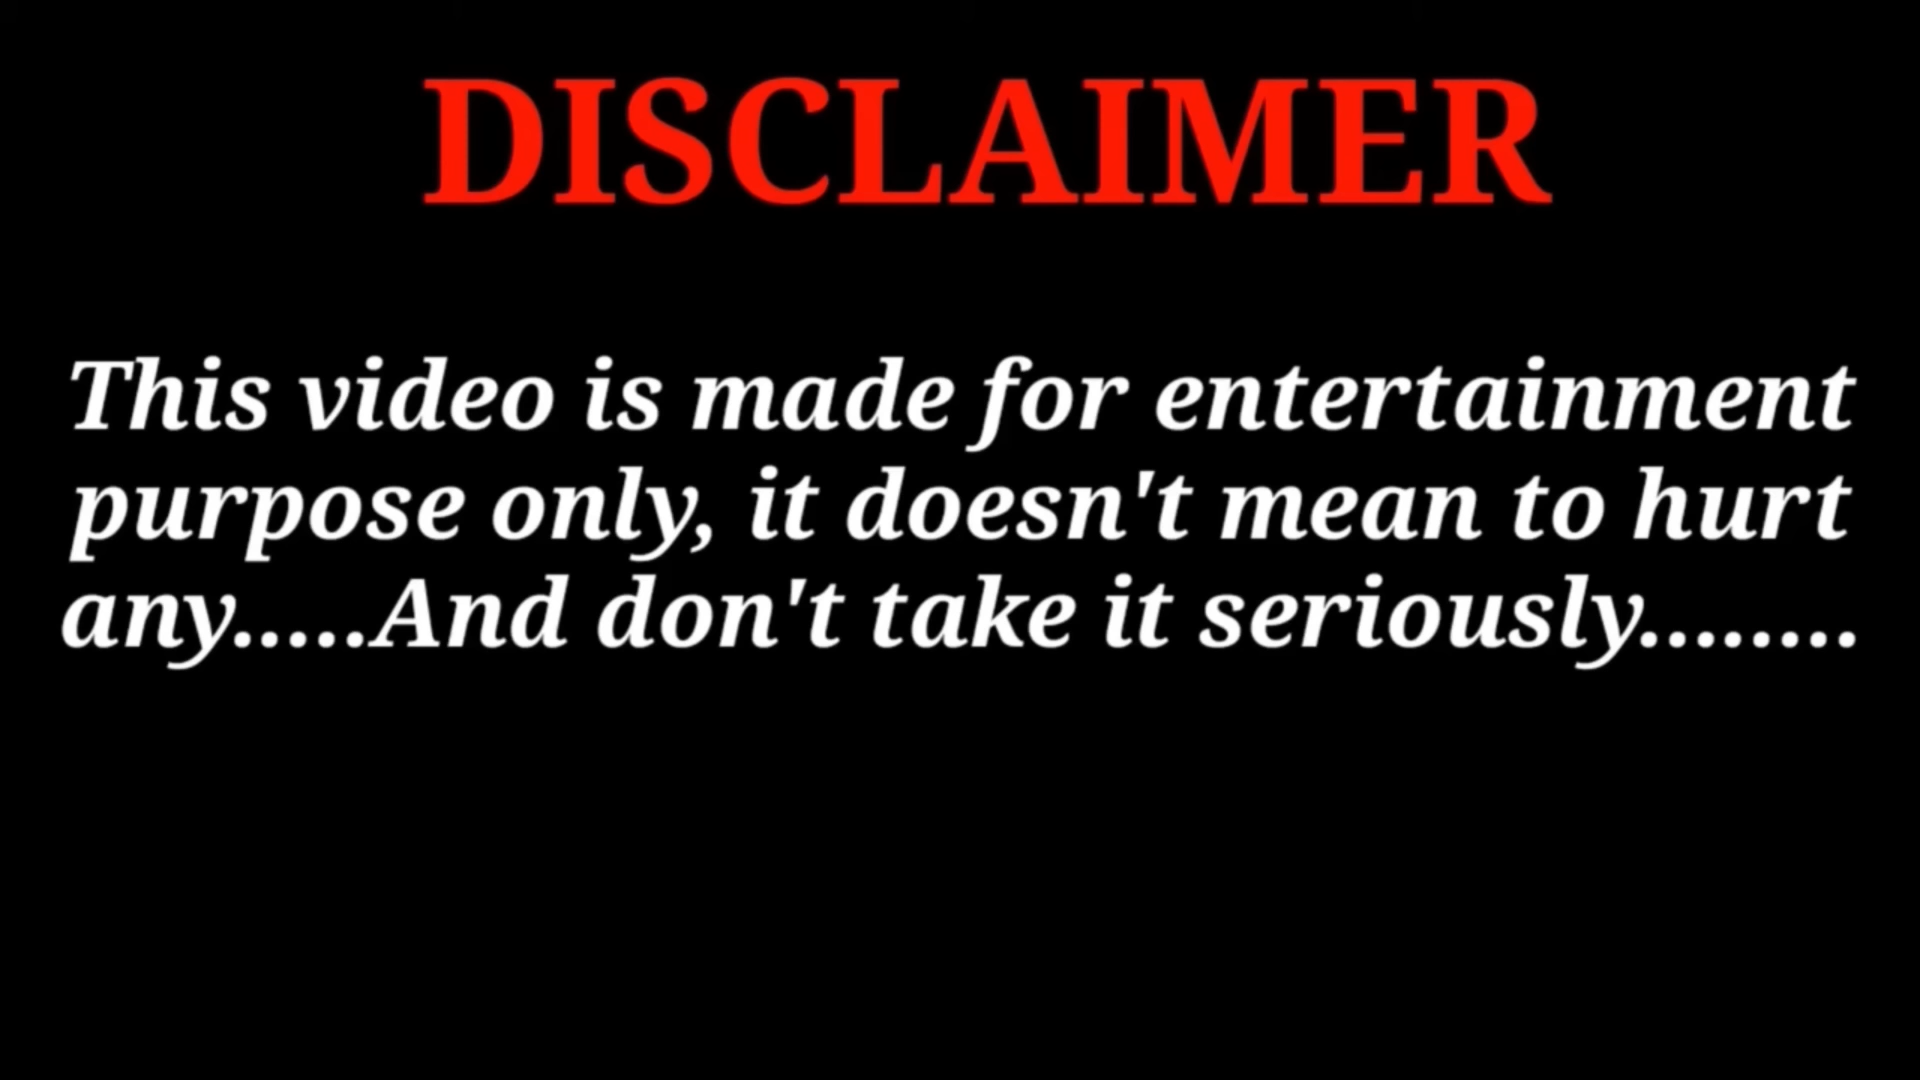 DISCLAIMER
This video is made for entertainment
purpose only, it doesn't mean to hurt
any.....And don't take it seriously........